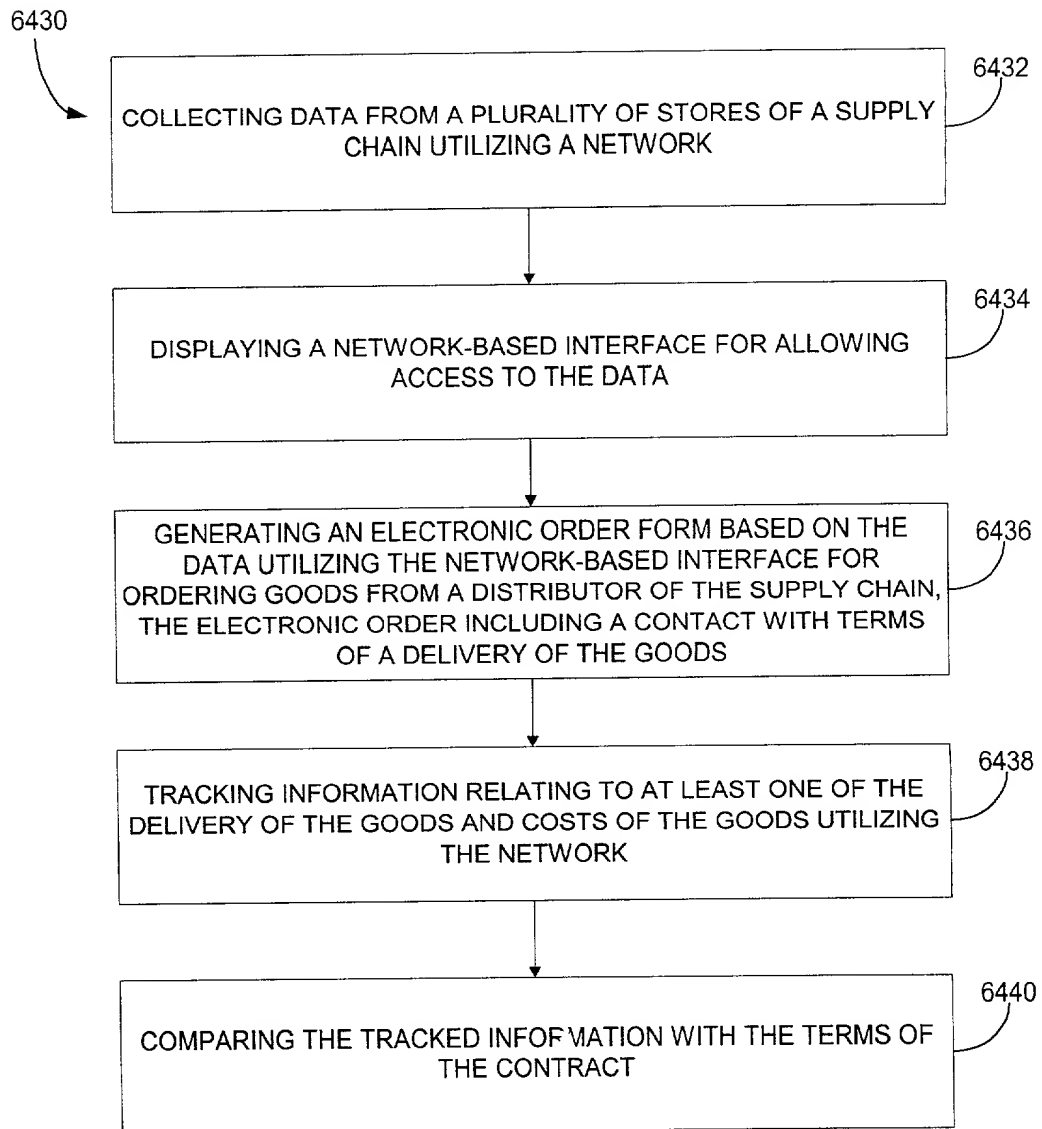 6430
6432
COLLECTING DATA FROM A PLURALITY OF STORES OF A SUPPLY
CHAIN UTILIZING A NETWORK
6434
DISPLAYING A NETWORK-BASED INTERFACE FOR ALLOWING
ACCESS TO THE DATA
6436
GENERATING AN ELECTRONIC ORDER FORM BASED ON THE
DATA UTILIZING THE NETWORK-BASED INTERFACE FOR
ORDERING GOODS FROM A DISTRIBUTOR OF THE SUPPLY CHAIN,
THE ELECTRONIC ORDER INCLUDING A CONTACT WITH TERMS
OF A DELIVERY OF THE GOODS
6438
TRACKING INFORMATION RELATING TO AT LEAST ONE OF THE
DELIVERY OF THE GOODS AND COSTS OF THE GOODS UTILIZING
THE NETWORK
6440
COMPARING THE TRACKED INFORMATION WITH THE TERMS OF
THE CONTRACT